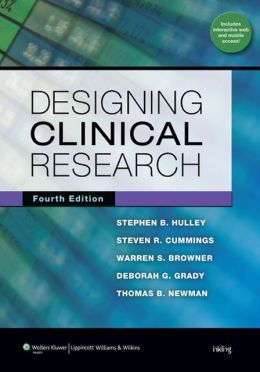 Includes
interactive web
and mobile
access!
DESIGNING
CLINICAL
RESEARCH
Fourth Edition
STEPHEN B. HULLEY
STEVEN R. CUMMINGS
WARREN S. BROWNER
DEBORAH G. GRADY
THOMAS B. NEWMAN
Wolters Kluwer | Lippincott Williams & Wilkins
Health
inkling